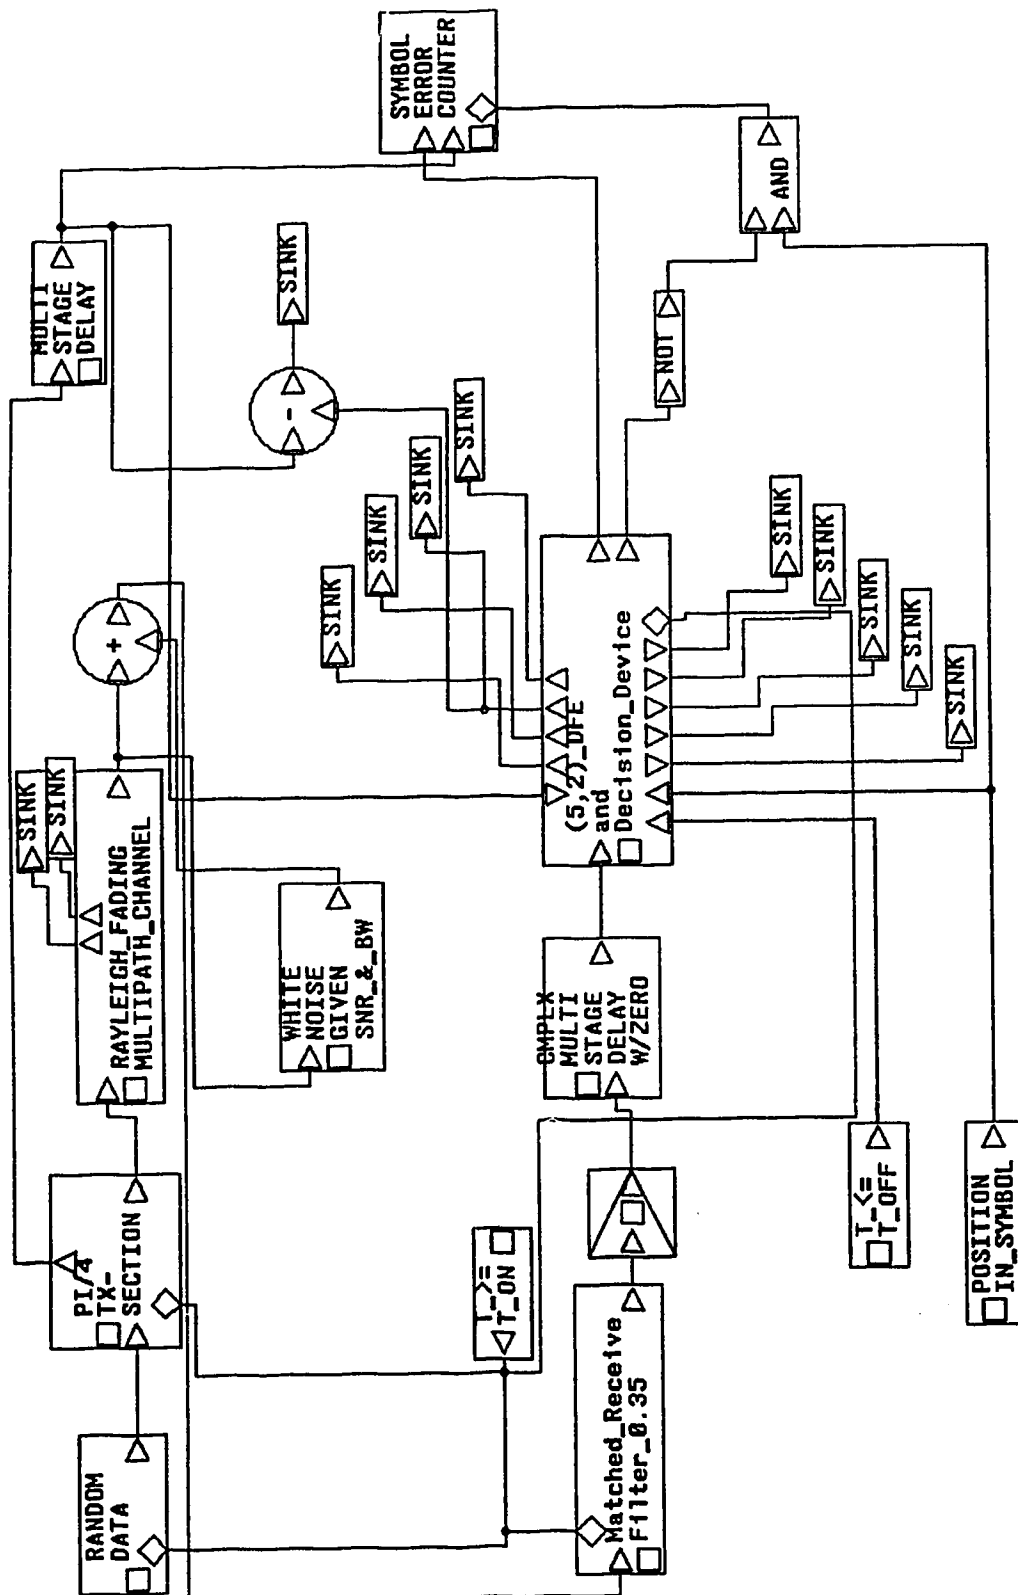 RANDOM
DATA
PI/4
TX-
SECTION
RAYLEIGH_FADING
MULTIPATH_CHANNEL
SINK
SINK
+
MULTI
STAGE
DELAY
SYMBOL
ERROR
COUNTER
WHITE
NOISE
GIVEN
SNR_&_BW
-
SINK
SINK
SINK
SINK
SINK
T_>=
T_ON
Matched_Receive
Filter_0.35
CMPLX
MULTI
STAGE
DELAY
W/ZERO
(5,2)_DFE
and
Decision_Device
NOT
AND
SINK
SINK
SINK
SINK
SINK
T_<=
T_OFF
POSITION
IN_SYMBOL